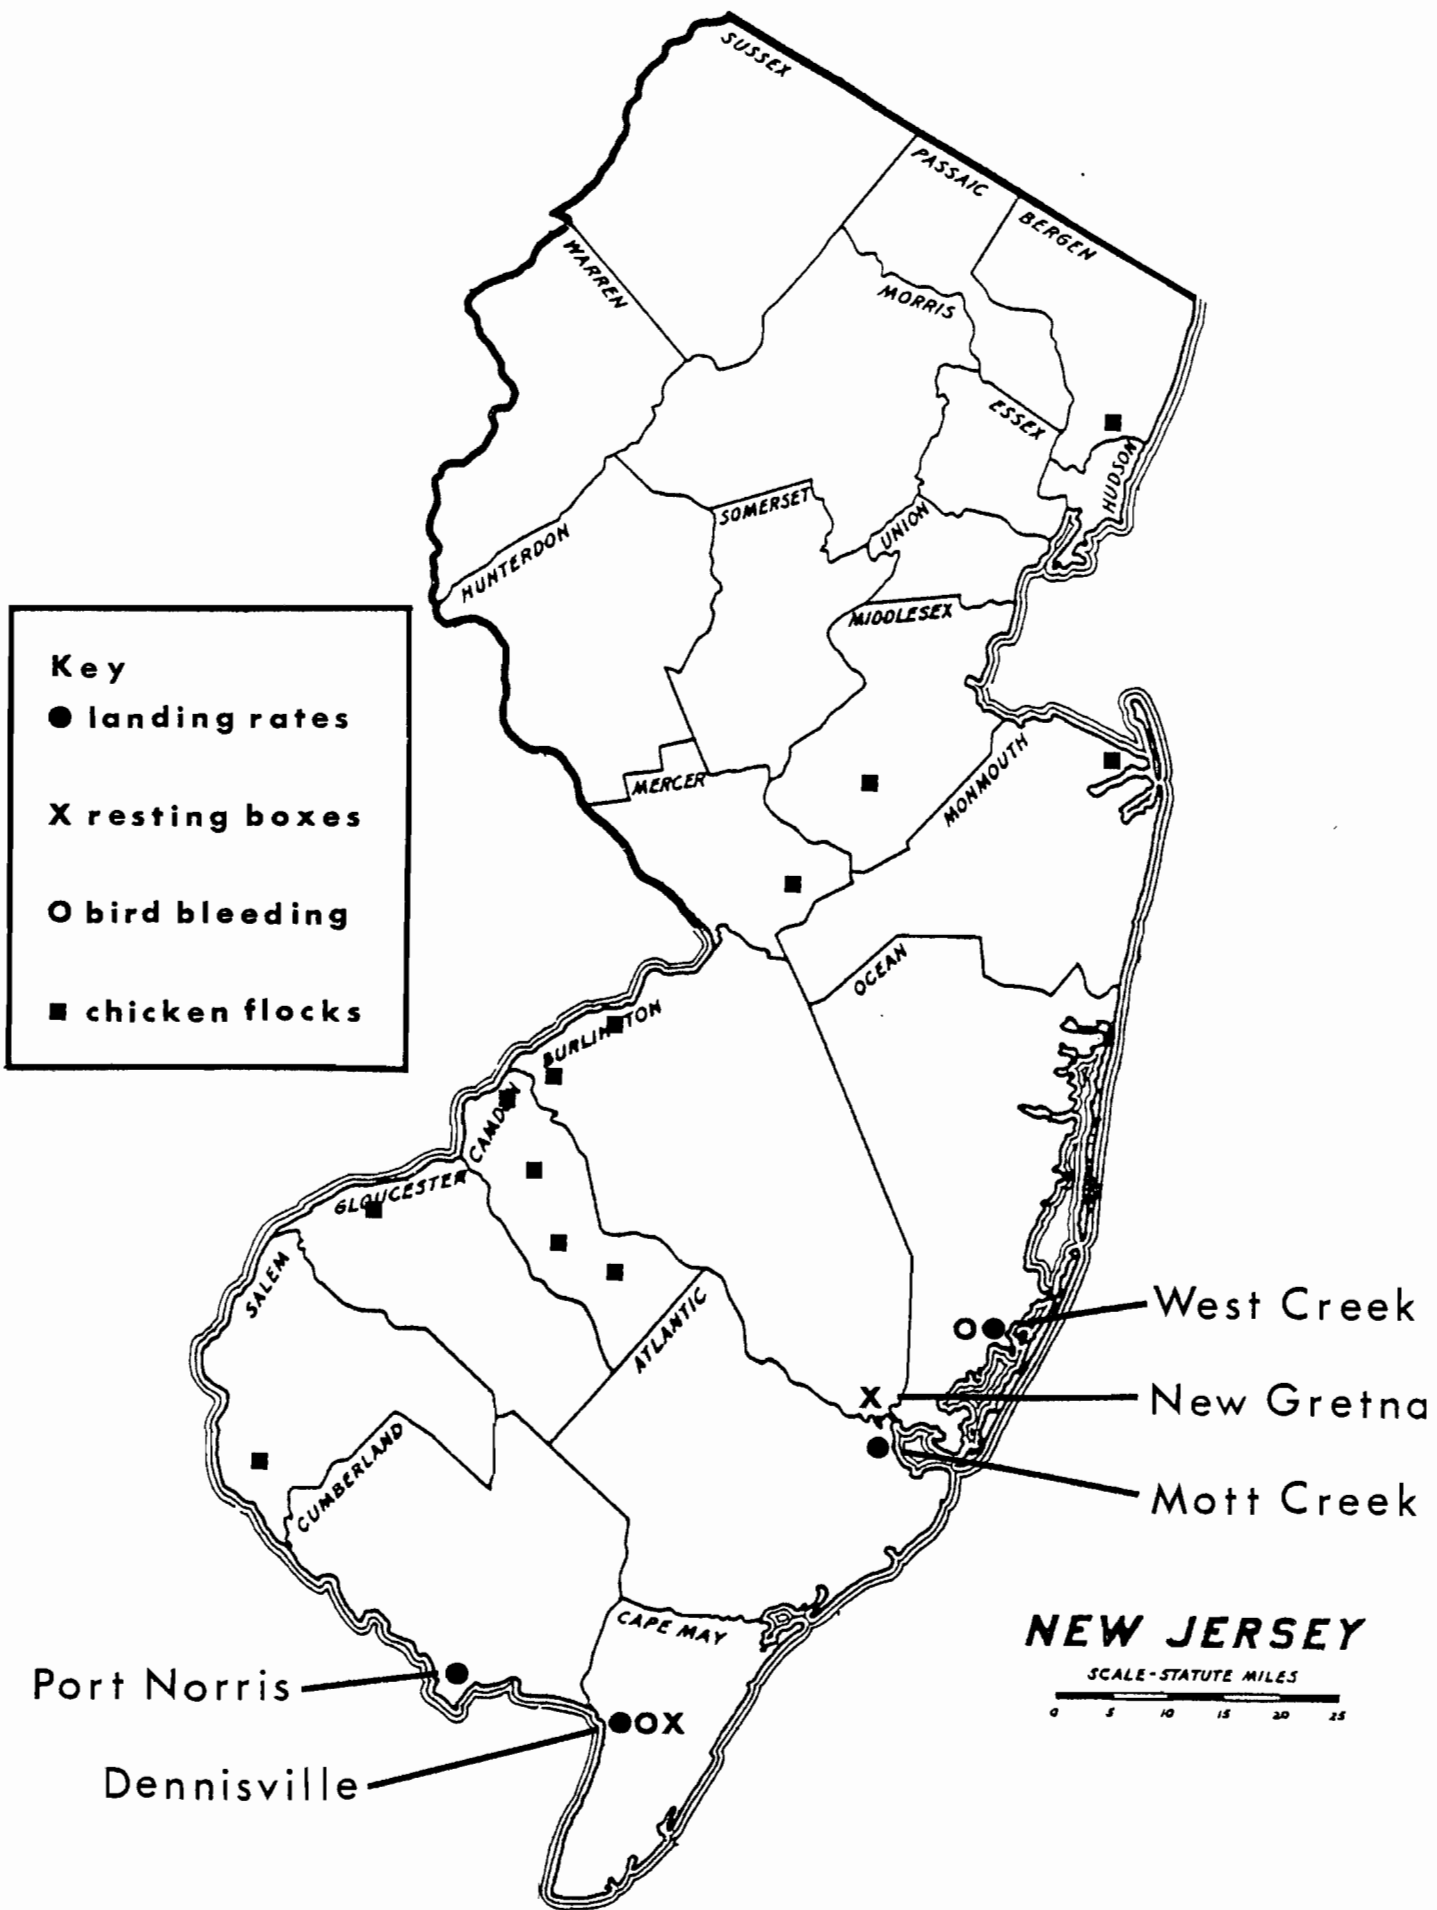 SUSSEX
PASSAIC
BERGEN
WARREN
MORRIS
ESSEX
HUDSON
SOMERSET
UNION
HUNTERDON
MIDDLESEX
Key
landing rates
X resting boxes
bird bleeding
chicken flocks
MERCER
MONMOUTH
OCEAN
BURLINGTON
CAMDEN
GLOUCESTER
SALEM
ATLANTIC
West Creek
X
New Gretna
CUMBERLAND
Mott Creek
CAPE MAY
NEW JERSEY
SCALE-STATUTE MILES
0 5 10 15 20 25
Port Norris
X
Dennisville